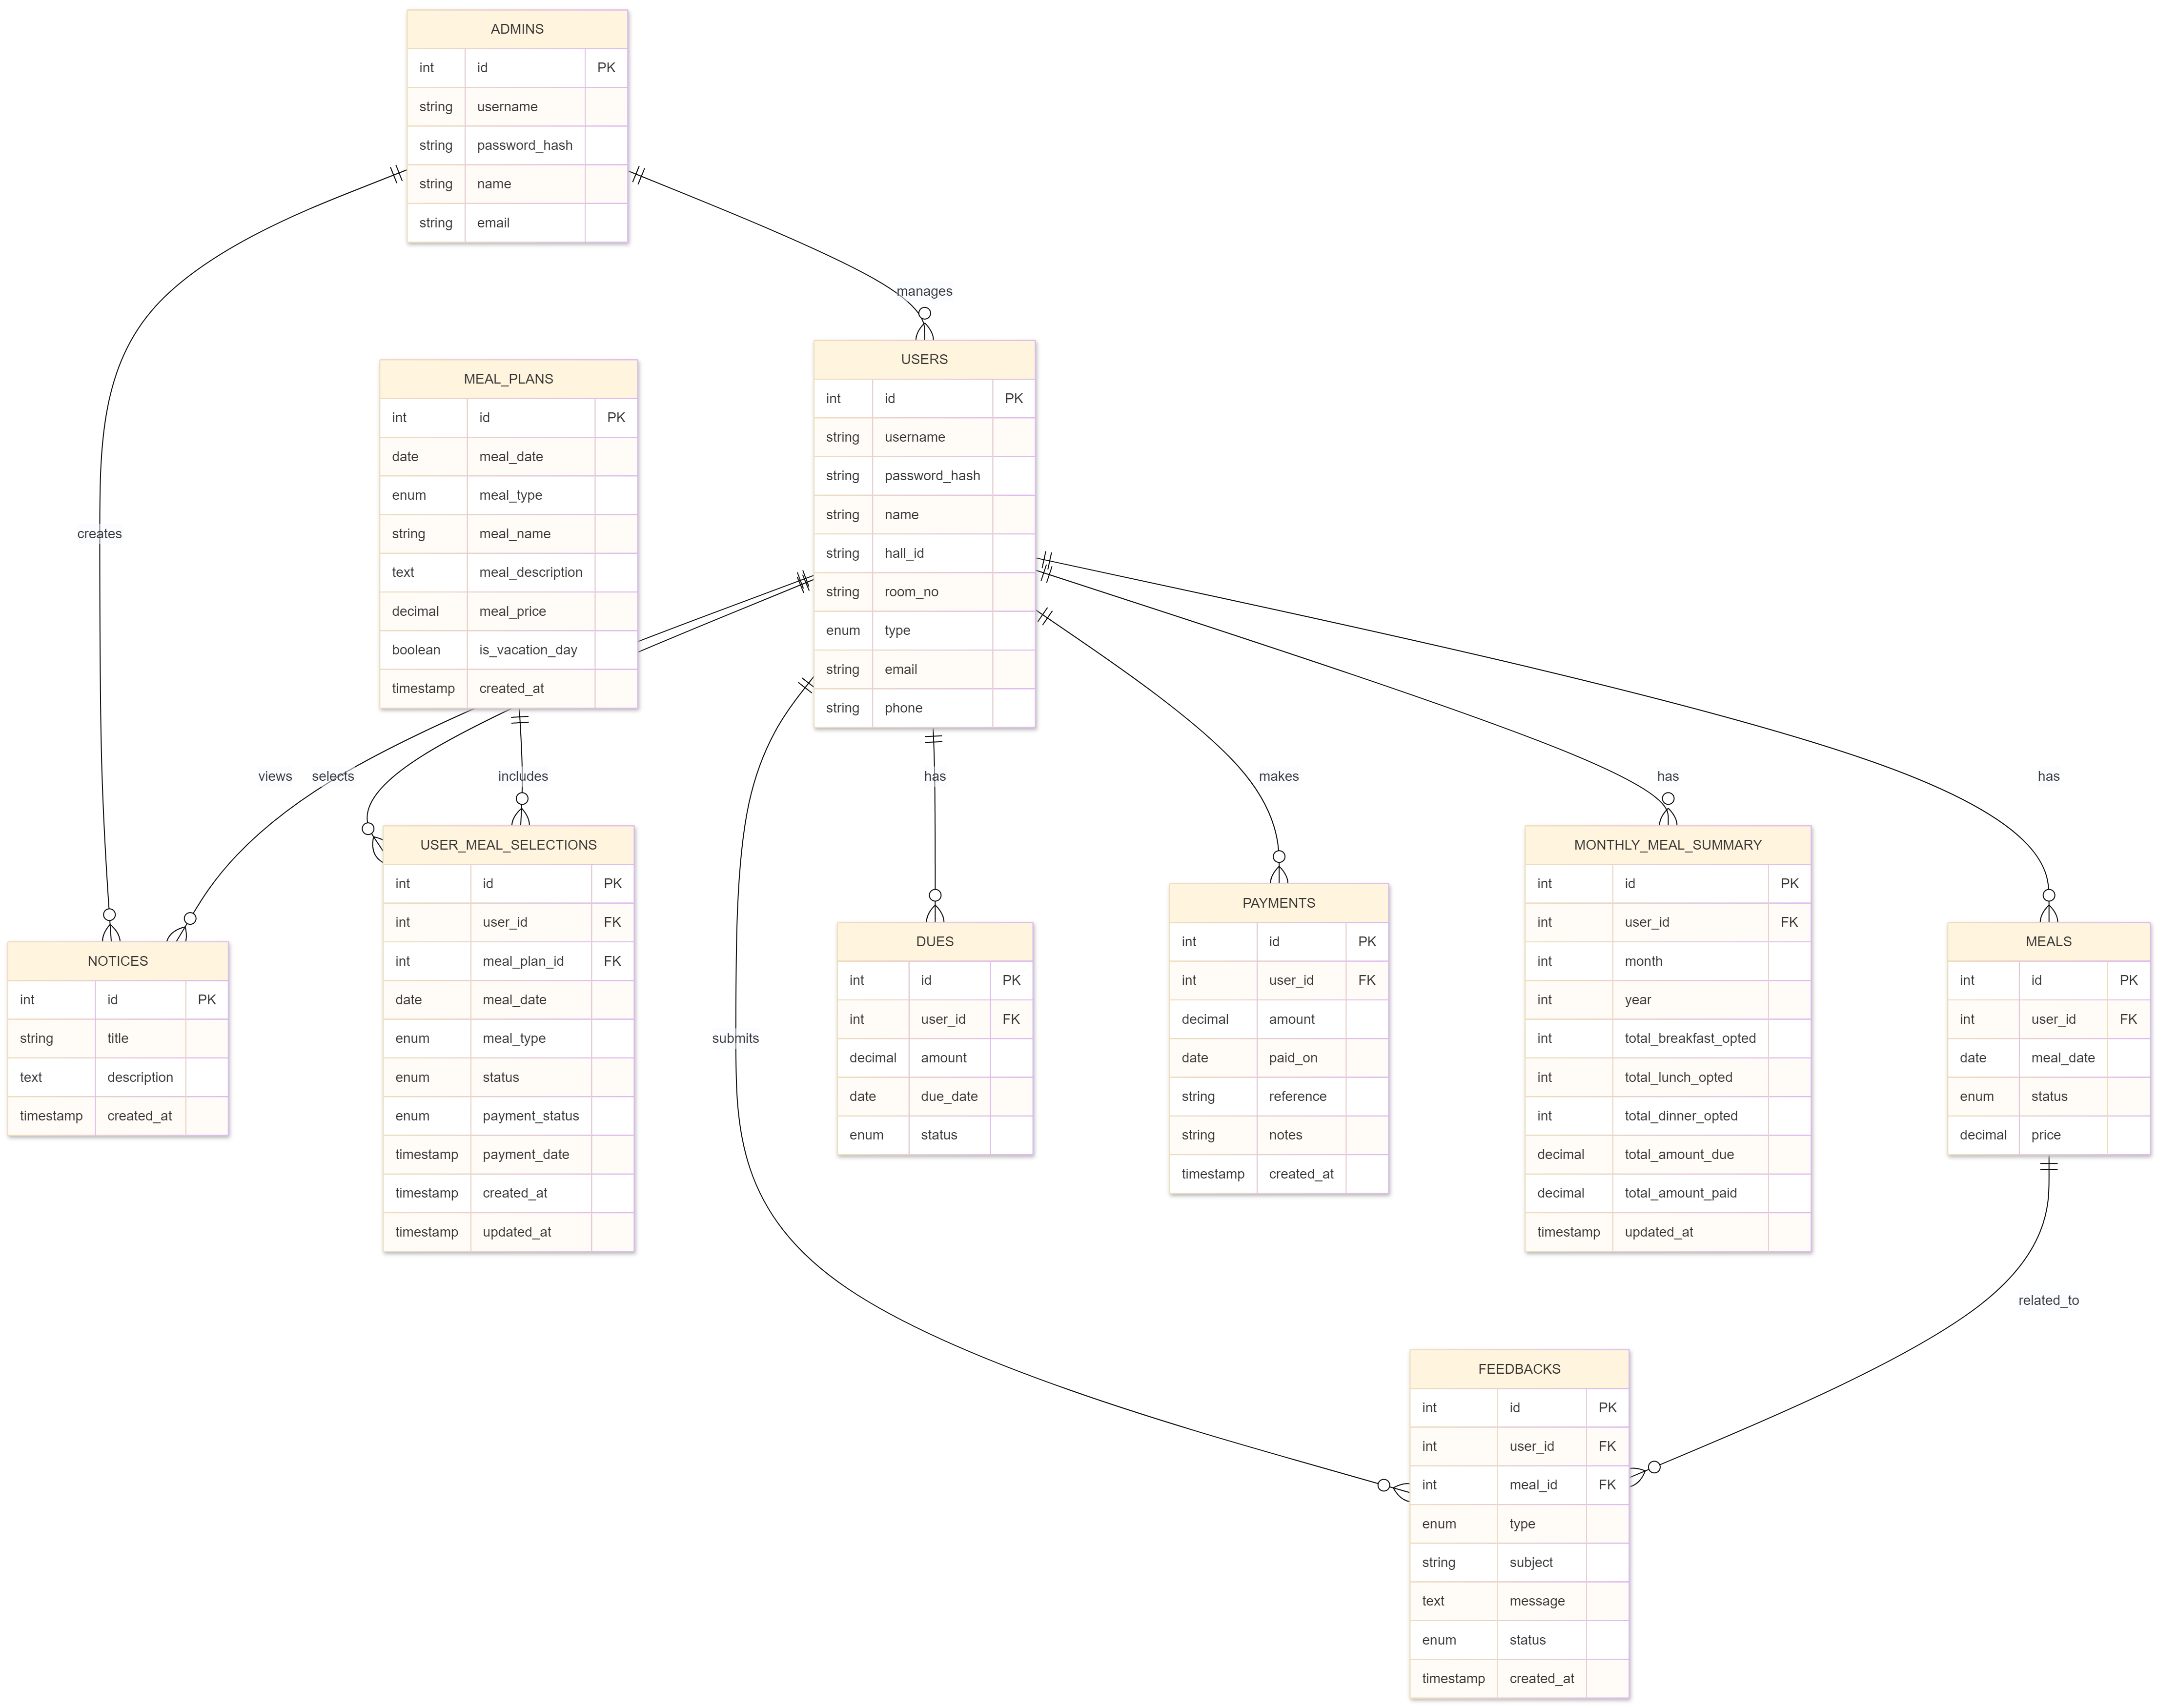 ADMINS
int id PK
string username
string password_hash
string name
string email
manages
creates
MEAL_PLANS
int id PK
date meal_date
enum meal_type
string meal_name
text meal_description
decimal meal_price
boolean is_vacation_day
timestamp created_at
USERS
int id PK
string username
string password_hash
string name
string hall_id
string room_no
enum type
string email
string phone
views
selects
includes
has
makes
has
has
submits
NOTICES
int id PK
string title
text description
timestamp created_at
USER_MEAL_SELECTIONS
int id PK
int user_id FK
int meal_plan_id FK
date meal_date
enum meal_type
enum status
enum payment_status
timestamp payment_date
timestamp created_at
timestamp updated_at
DUES
int id PK
int user_id FK
decimal amount
date due_date
enum status
PAYMENTS
int id PK
int user_id FK
decimal amount
date paid_on
string reference
string notes
timestamp created_at
MONTHLY_MEAL_SUMMARY
int id PK
int user_id FK
int month
int year
int total_breakfast_opted
int total_lunch_opted
int total_dinner_opted
decimal total_amount_due
decimal total_amount_paid
timestamp updated_at
MEALS
int id PK
int user_id FK
date meal_date
enum status
decimal price
related_to
FEEDBACKS
int id PK
int user_id FK
int meal_id FK
enum type
string subject
text message
enum status
timestamp created_at